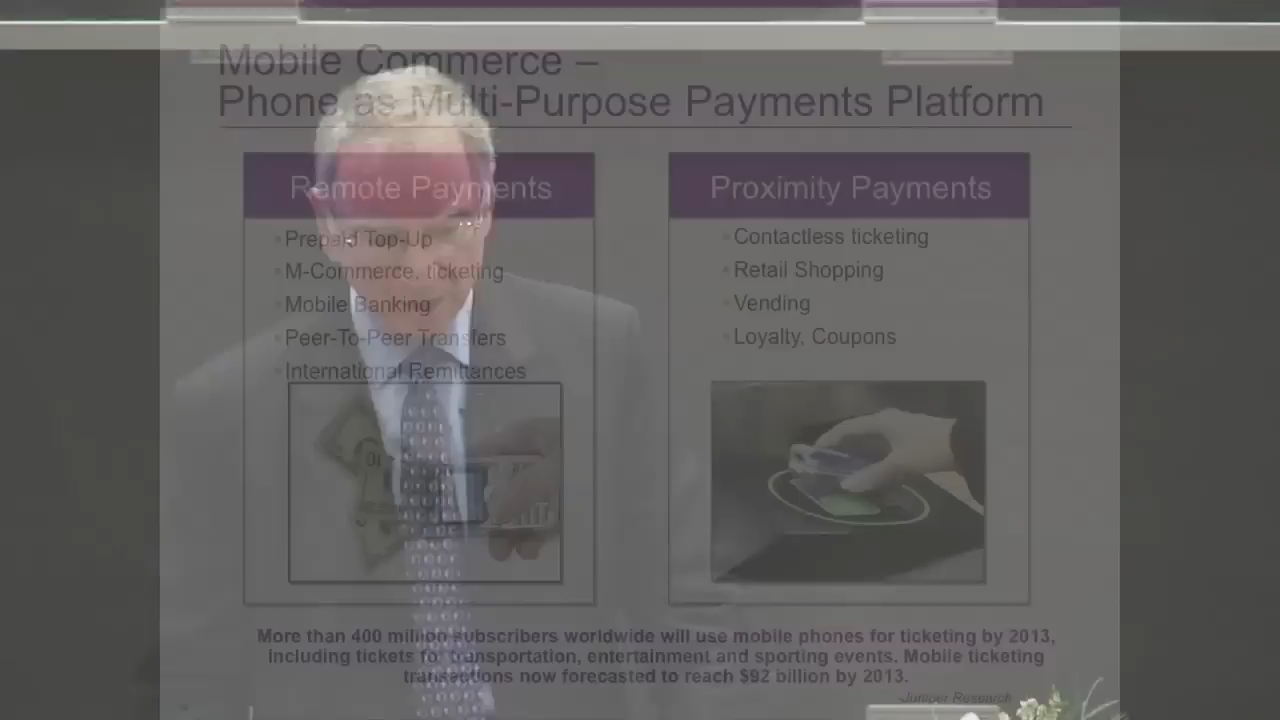 Mobile Commerce –
Phone as Multi-Purpose Payments Platform
Remote Payments
Prepaid Top-Up
M-Commerce, ticketing
Mobile Banking
Peer-To-Peer Transfers
International Remittances
Proximity Payments
Contactless ticketing
Retail Shopping
Vending
Loyalty, Coupons
More than 400 million subscribers worldwide will use mobile phones for ticketing by 2013,
including tickets for transportation, entertainment and sporting events. Mobile ticketing
transactions now forecasted to reach $92 billion by 2013.
-Juniper Research